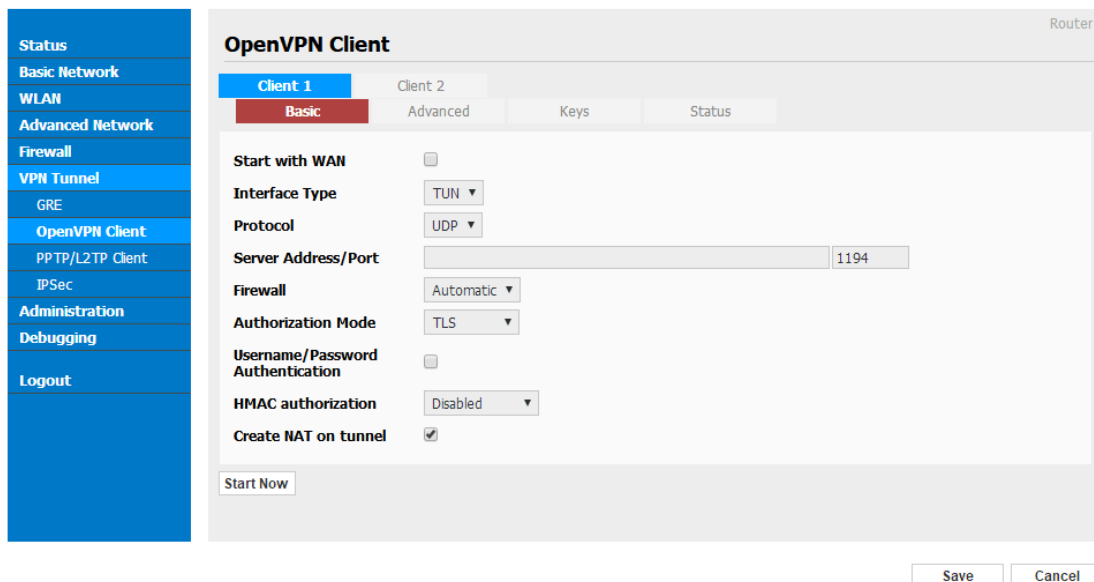 Router
Status
Basic Network
WLAN
Advanced Network
Firewall
VPN Tunnel
GRE
OpenVPN Client
PPTP/L2TP Client
IPSec
Administration
Debugging
Logout
OpenVPN Client
Client 1 Client 2
Basic Advanced Keys Status
Start with WAN
Interface Type TUN
Protocol UDP
Server Address/Port 1194
Firewall Automatic
Authorization Mode TLS
Username/Password
Authentication
HMAC authorization Disabled
Create NAT on tunnel
Start Now
Save Cancel